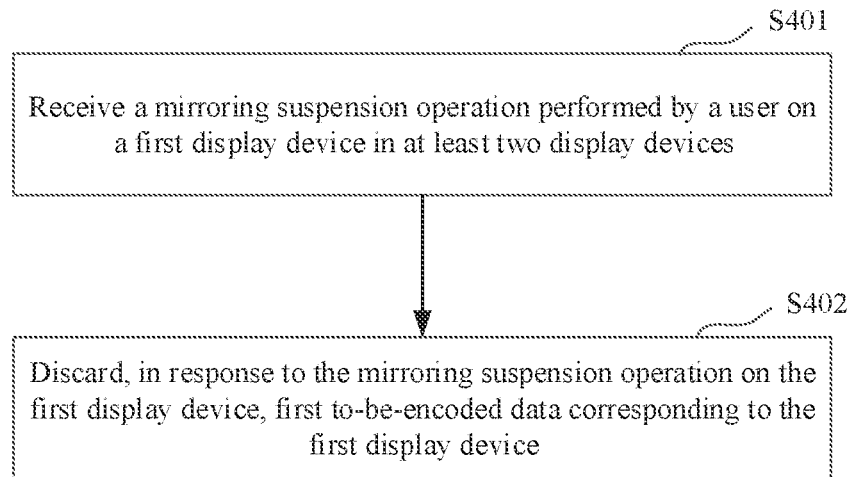 S401
Receive a mirroring suspension operation performed by a user on
a first display device in at least two display devices
S402
Discard, in response to the mirroring suspension operation on the
first display device, first to-be-encoded data corresponding to the
first display device